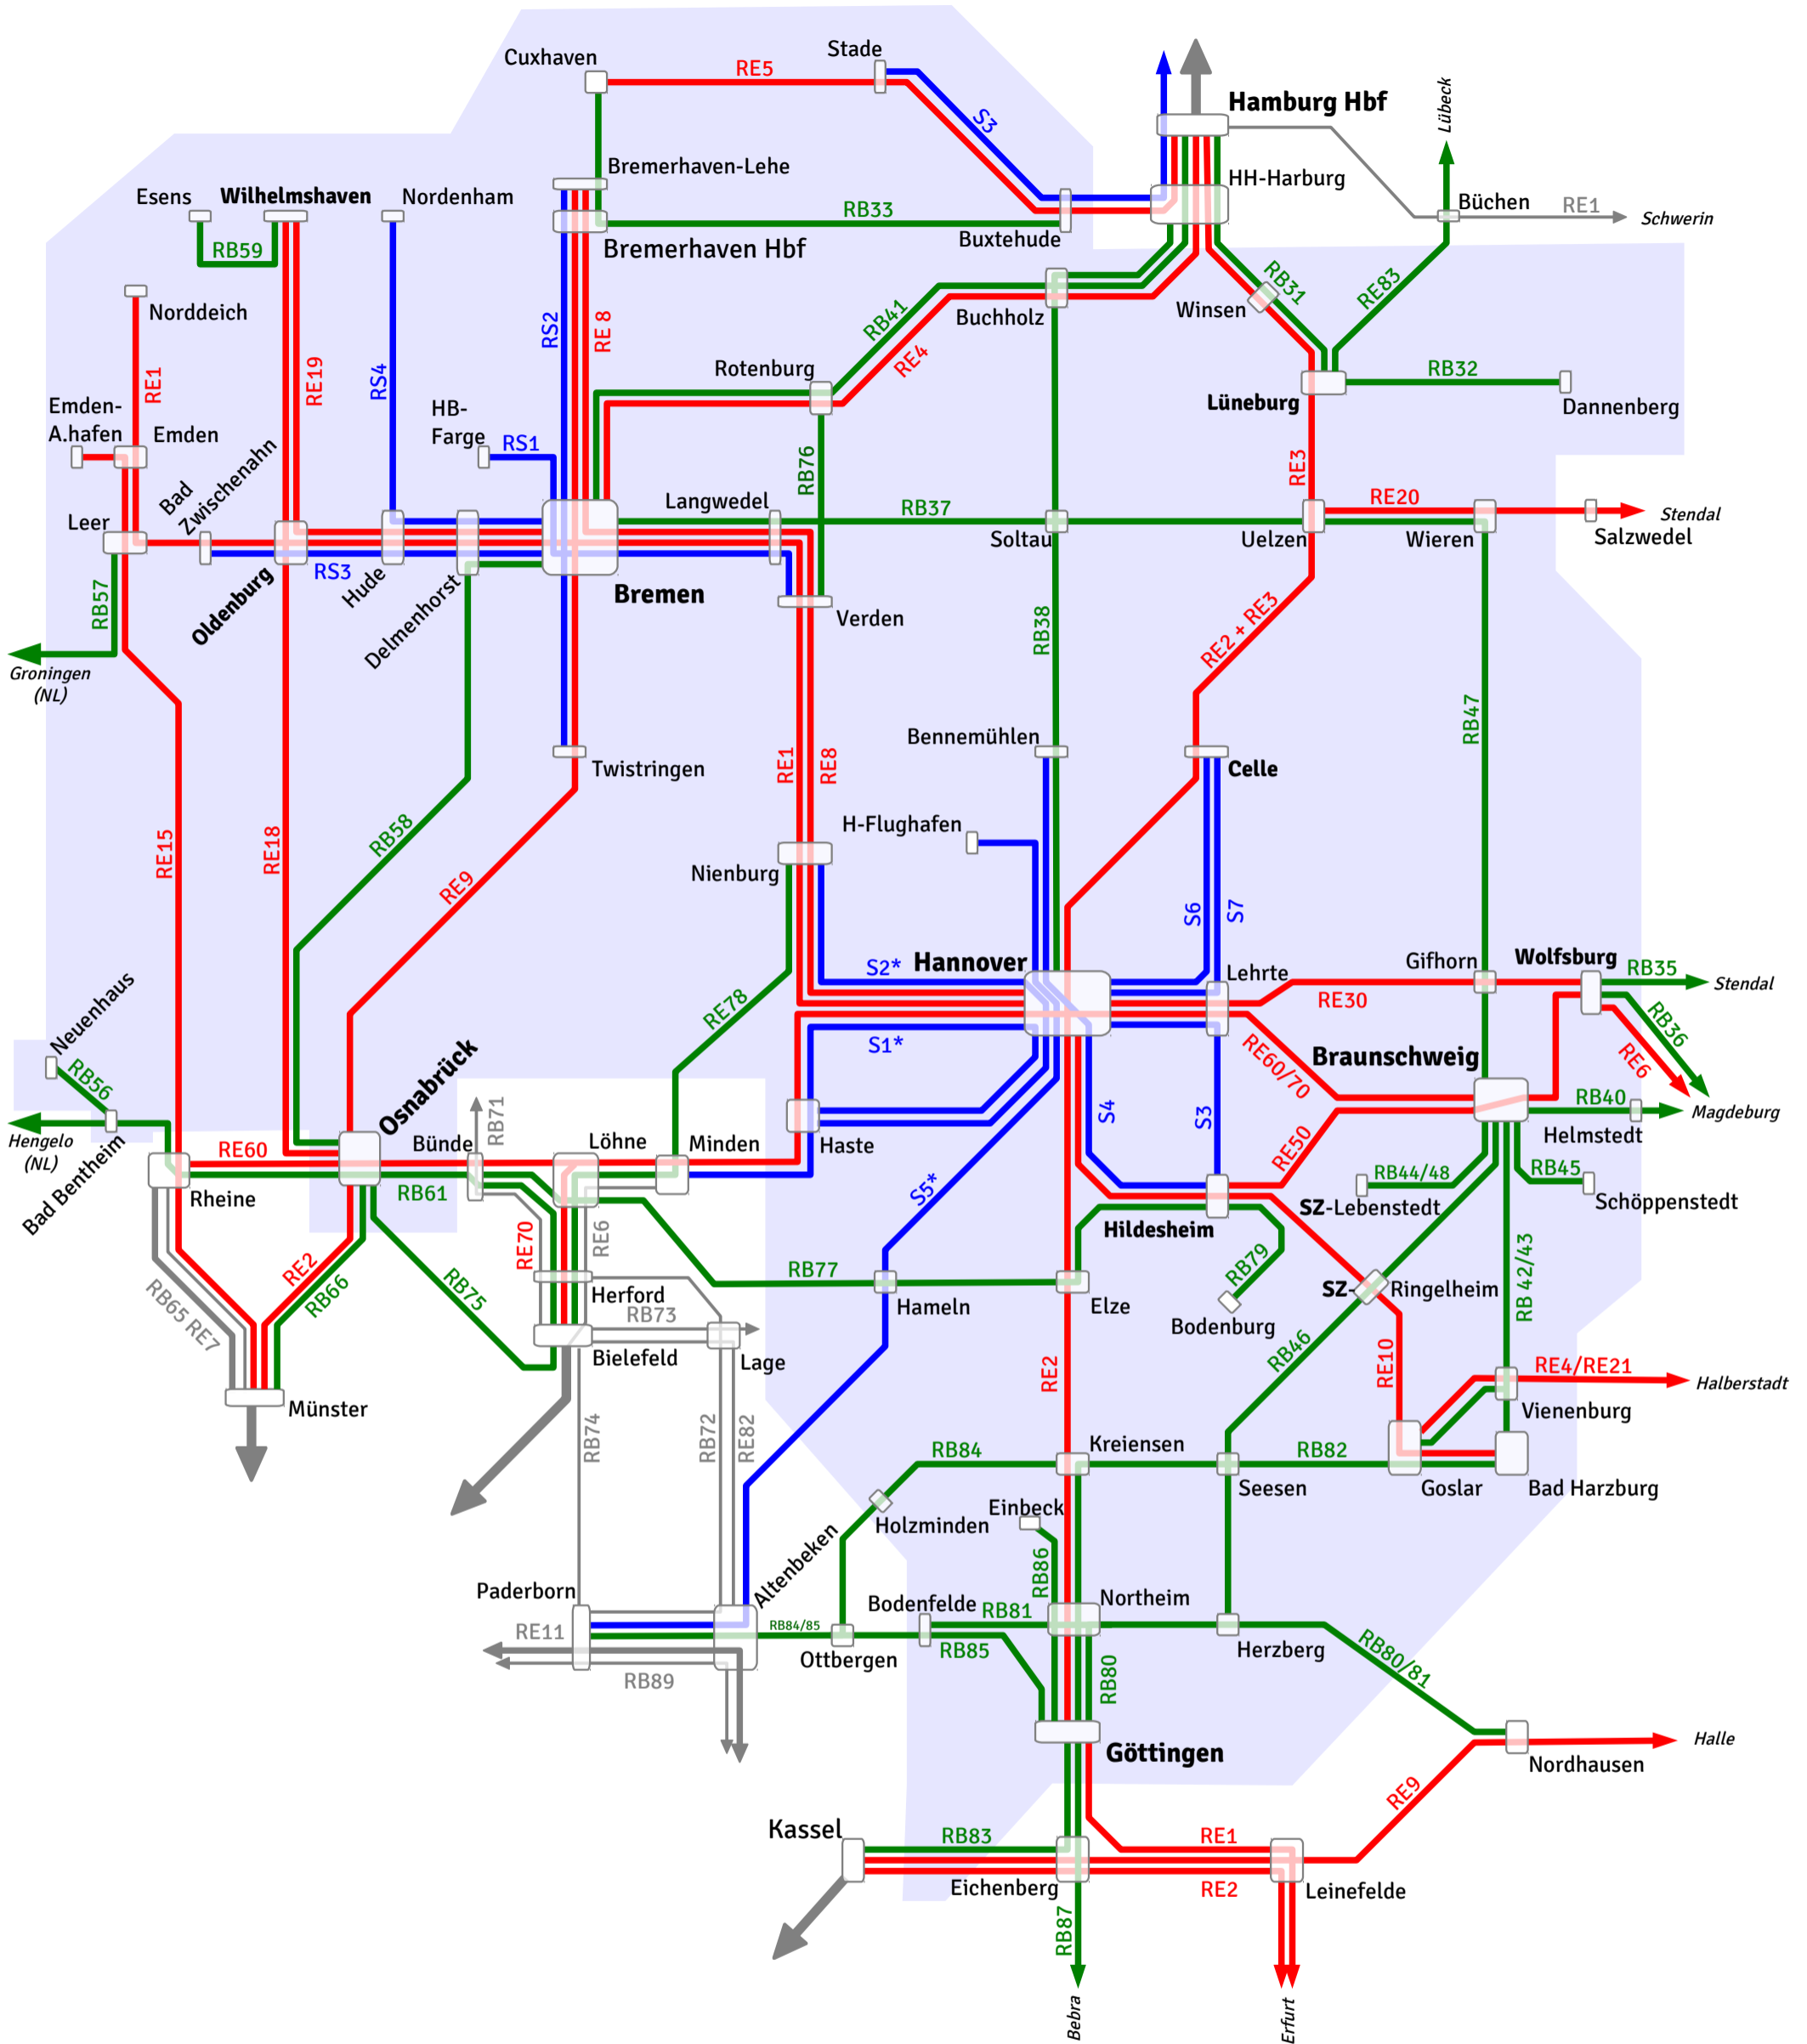 Stade
Cuxhaven
RE5
Hamburg Hbf
Lübeck
S3
Bremerhaven-Lehe
HH-Harburg
Esens
Wilhelmshaven
Nordenham
Büchen
RE1
Schwerin
RB33
RB59
Bremerhaven Hbf
Buxtehude
RB31
RE83
Norddeich
Winsen
Buchholz
RB41
RS2
RE 8
RE4
RE1
RE19
RS4
Rotenburg
RB32
Lüneburg
Dannenberg
Emden-
A.hafen
Emden
HB-
Farge
RS1
Bad
Zwischenahn
RB76
RE3
Langwedel
RB37
RE20
Stendal
Leer
Soltau
Uelzen
Wieren
Salzwedel
RS3
Hude
Delmenhorst
Bremen
RB57
Oldenburg
Verden
RB38
RE2 + RE3
Groningen
(NL)
RB47
Bennemühlen
Celle
Twistringen
RE1
RE8
H-Flughafen
RB58
RE15
RE18
RE9
Nienburg
S6
S7
Hannover
S2*
Lehrte
Gifhorn
Wolfsburg
RB35
Stendal
RE30
RE78
Neuenhaus
S1*
RE60/70
Braunschweig
RB36
RE6
RB56
Osnabrück
RB71
S4
S3
RB40
Magdeburg
Hengelo
(NL)
Bad Bentheim
RE60
Bünde
Löhne
Minden
Haste
RE50
Helmstedt
RB44/48
RB45
Rheine
RB61
S5*
SZ-Lebenstedt
Schöppenstedt
Hildesheim
RE70
RE6
RB79
RB77
RE2
RB66
RB75
RB65 RE7
Herford
RB73
Hameln
Elze
SZ-
Ringelheim
RB 42/43
Bodenburg
Bielefeld
Lage
RB46
RE2
RE10
RE4/RE21
Halberstadt
Münster
Vienenburg
RB74
RB72
RE82
RB84
Kreiensen
RB82
Seesen
Goslar
Bad Harzburg
Einbeck
Holzminden
Altenbeken
RB86
Paderborn
Bodenfelde
RB81
Northeim
RE11
RB84/85
RB85
Ottbergen
Herzberg
RB80/81
RB89
RB80
Göttingen
Halle
Nordhausen
RE9
Kassel
RB83
RE1
Eichenberg
RE2
Leinefelde
RB87
Bebra
Erfurt